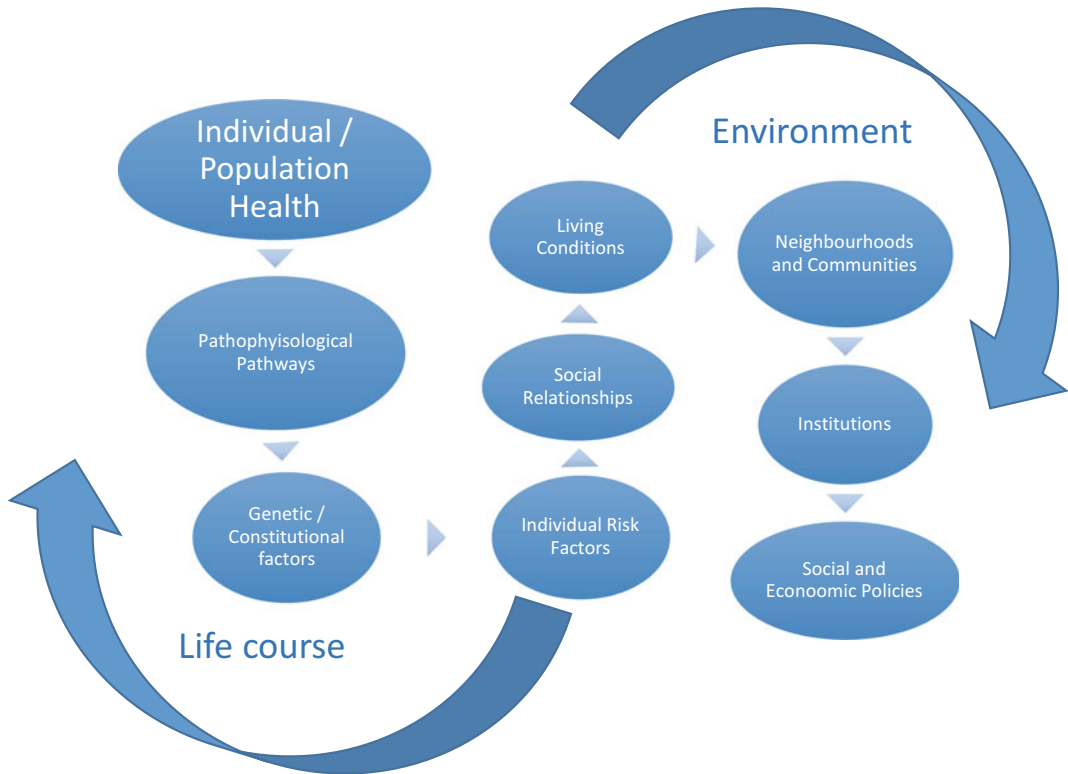 Individual /
Population
Health
Pathophyisological
Pathways
Genetic /
Constitutional
factors
Individual Risk
Factors
Social
Relationships
Living
Conditions
Neighbourhoods
and Communities
Institutions
Social and
Econoomic Policies
Environment
Life course